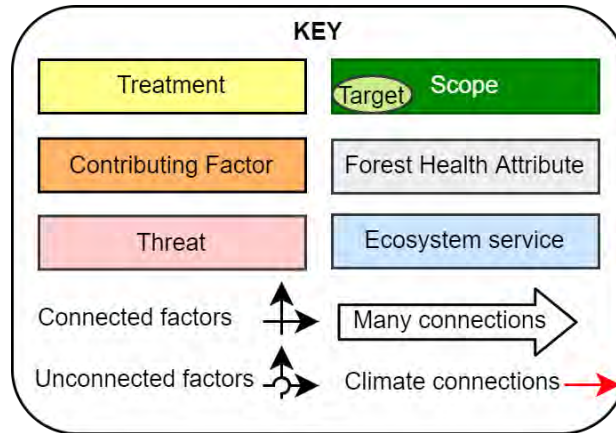 KEY
Treatment
Target Scope
Contributing Factor
Forest Health Attribute
Threat
Ecosystem service
Connected factors
Many connections
Unconnected factors
Climate connections